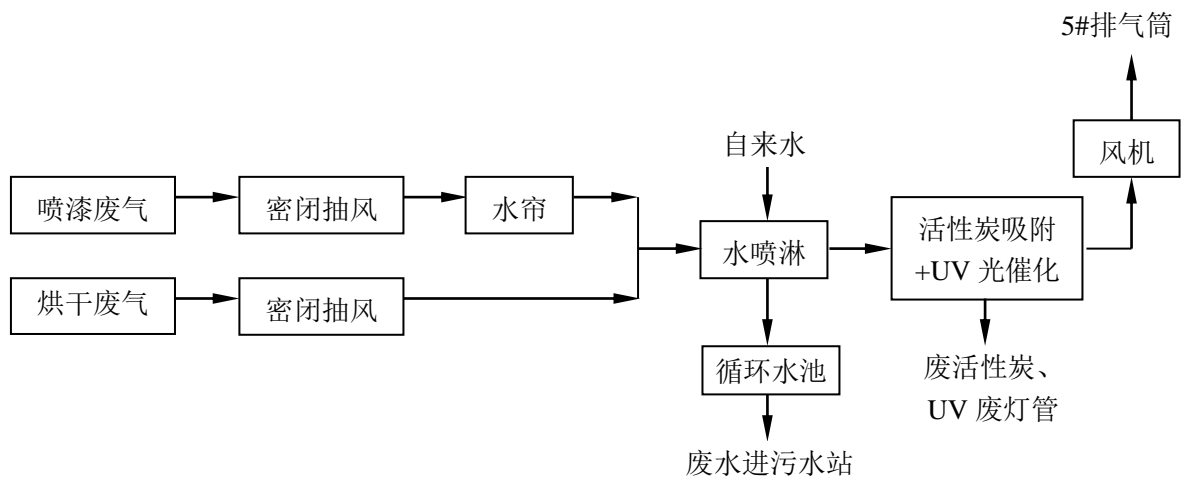 5#排气筒
风机
自来水
喷漆废气
密闭抽风
水帘
水喷淋
活性炭吸附
+UV 光催化
烘干废气
密闭抽风
循环水池
废活性炭、
UV 废灯管
废水进污水站